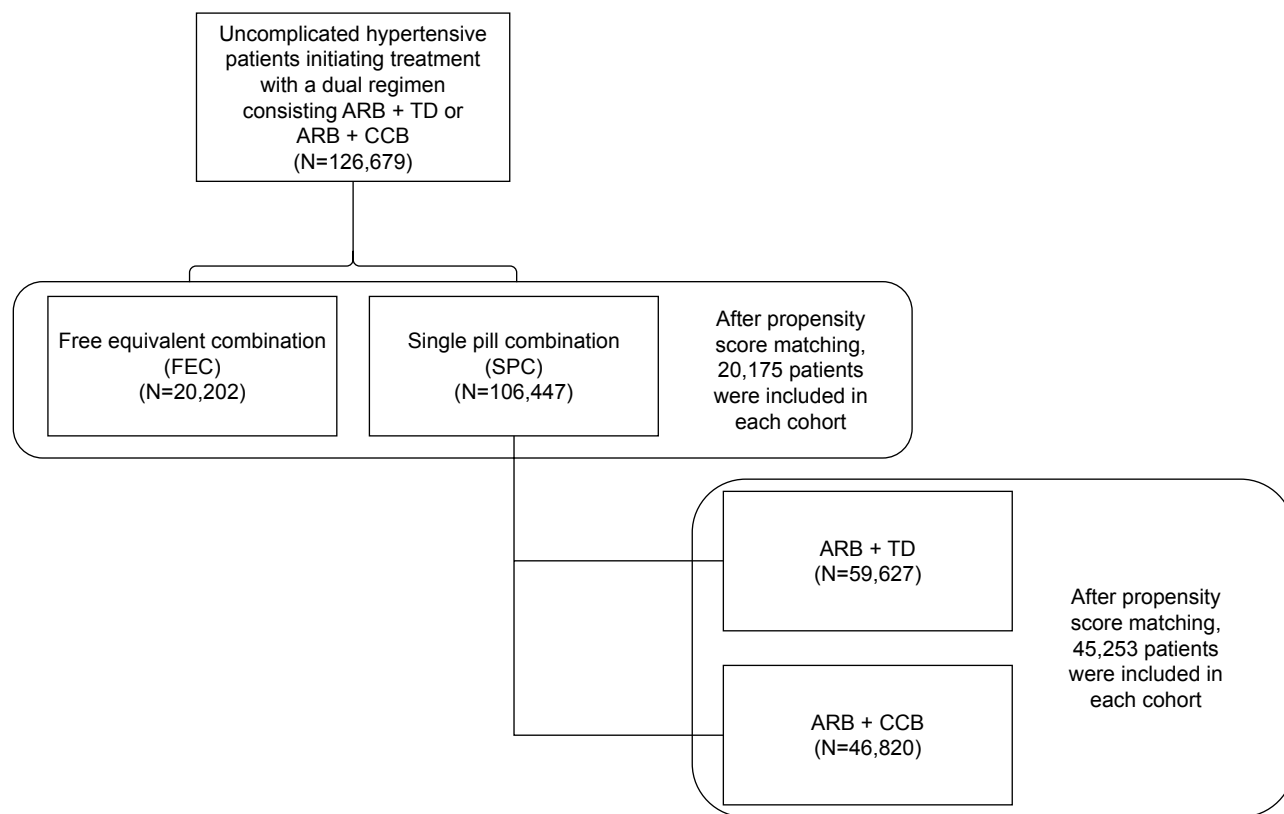 Uncomplicated hypertensive
patients initiating treatment
with a dual regimen
consisting ARB + TD or
ARB + CCB
(N=126,679)
Free equivalent combination
(FEC)
(N=20,202)
Single pill combination
(SPC)
(N=106,447)
After propensity
score matching,
20,175 patients
were included in
each cohort
ARB + TD
(N=59,627)
ARB + CCB
(N=46,820)
After propensity
score matching,
45,253 patients
were included in
each cohort